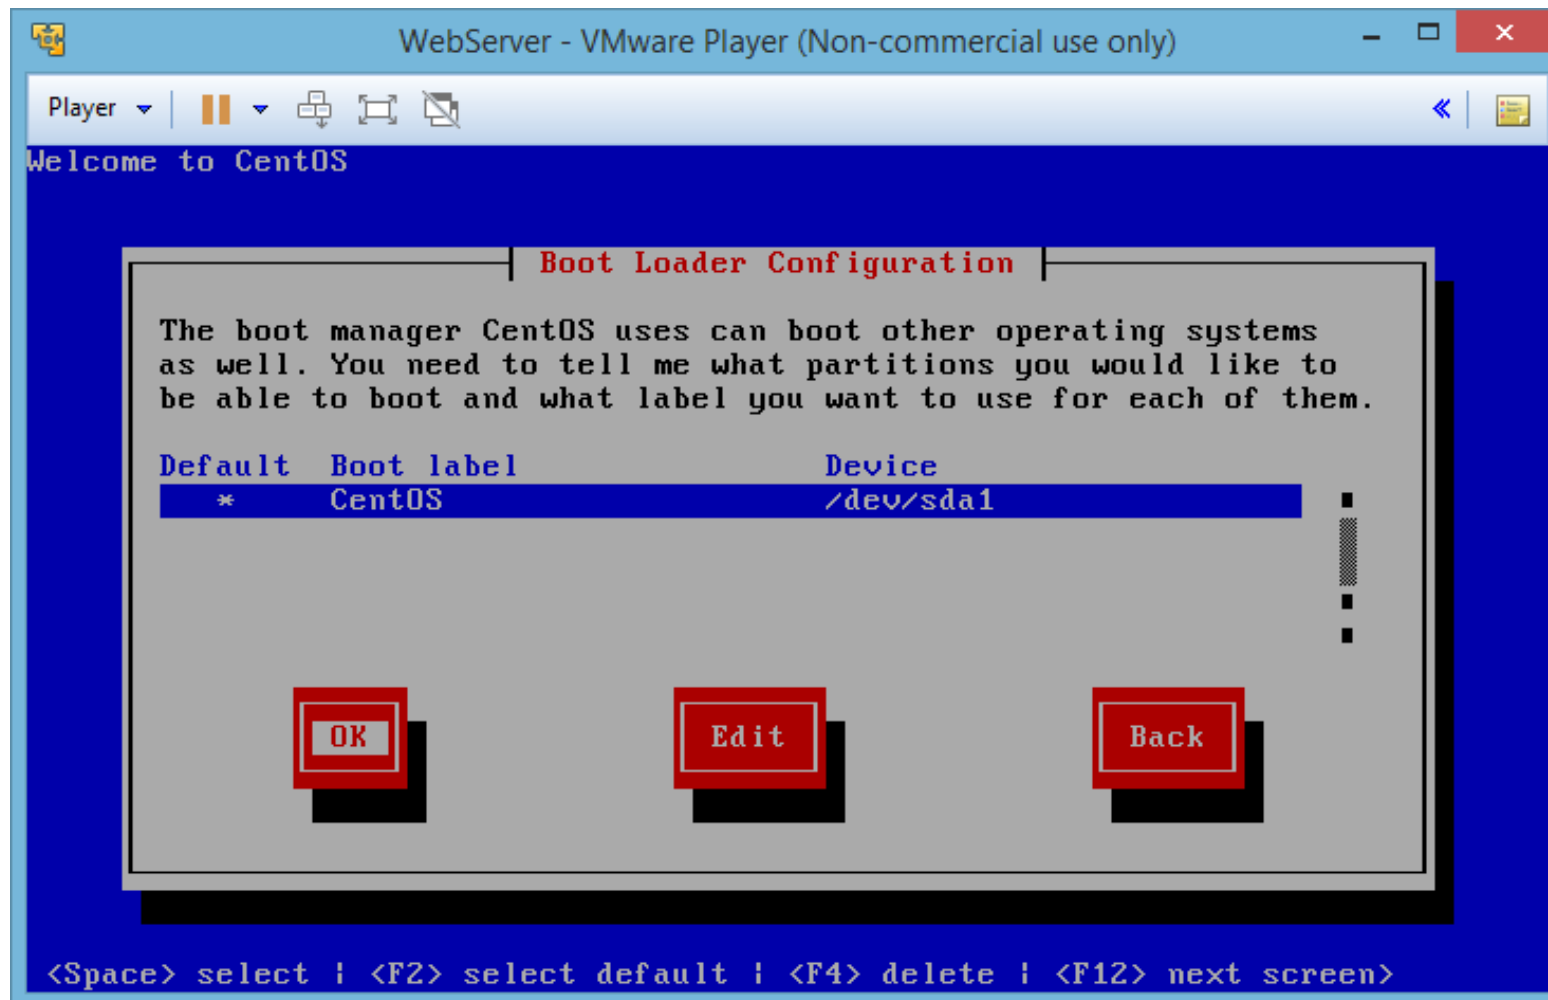 WebServer - VMware Player (Non-commercial use only)
Player
Welcome to CentOS
Boot Loader Configuration
The boot manager CentOS uses can boot other operating systems
as well. You need to tell me what partitions you would like to
be able to boot and what label you want to use for each of them.
Default Boot label Device
* CentOS /dev/sda1
OK Edit Back
<Space> select | <F2> select default | <F4> delete | <F12> next screen>